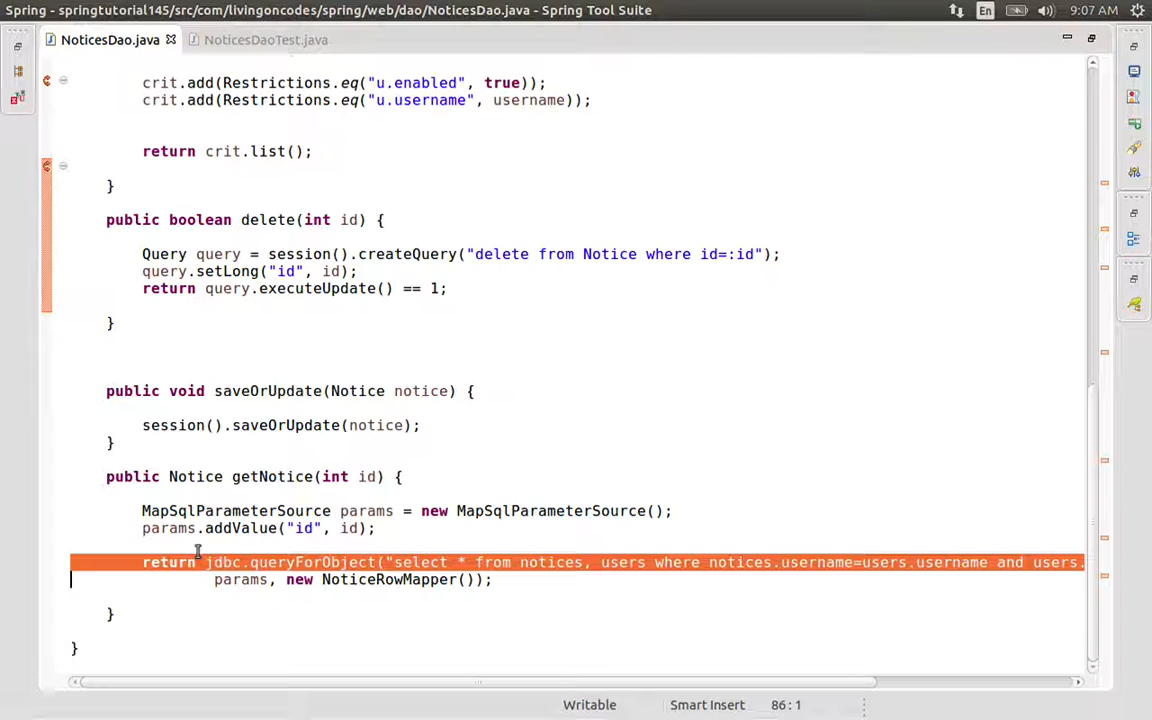 Spring - springtutorial145/src/com/livingoncodes/spring/web/dao/NoticesDao.java - Spring Tool Suite
En
9:07 AM
NoticesDao.java
NoticesDaoTest.java
crit.add(Restrictions.eq("u.enabled", true));
crit.add(Restrictions.eq("u.username", username));
return crit.list();
}
public boolean delete(int id) {
Query query = session().createQuery("delete from Notice where id=:id");
query.setLong("id", id);
return query.executeUpdate() == 1;
}
public void saveOrUpdate(Notice notice) {
session().saveOrUpdate(notice);
}
public Notice getNotice(int id) {
MapSqlParameterSource params = new MapSqlParameterSource();
params.addValue("id", id);
return jdbc.queryForObject("select * from notices, users where notices.username=users.username and users.
params, new NoticeRowMapper());
}
}
Writable
Smart Insert
86 : 1